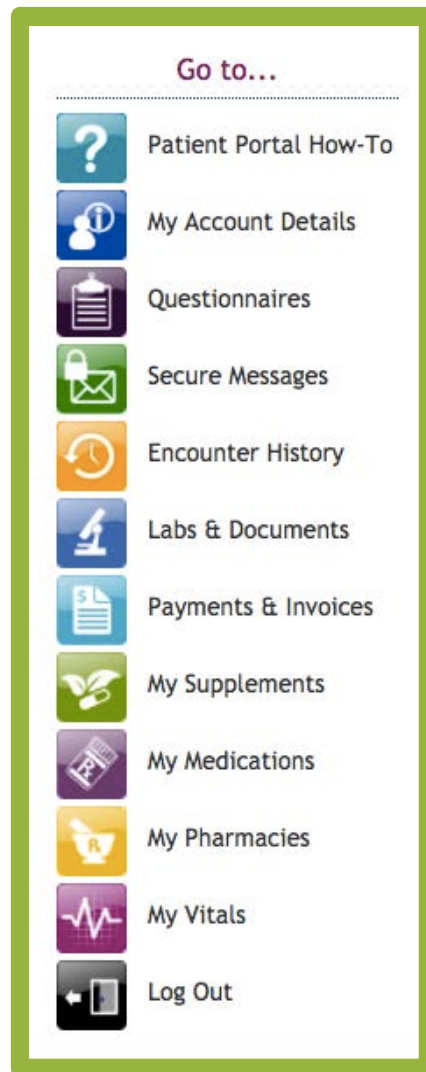 Go to...
Patient Portal How-To
My Account Details
Questionnaires
Secure Messages
Encounter History
Labs & Documents
Payments & Invoices
My Supplements
My Medications
My Pharmacies
My Vitals
Log Out